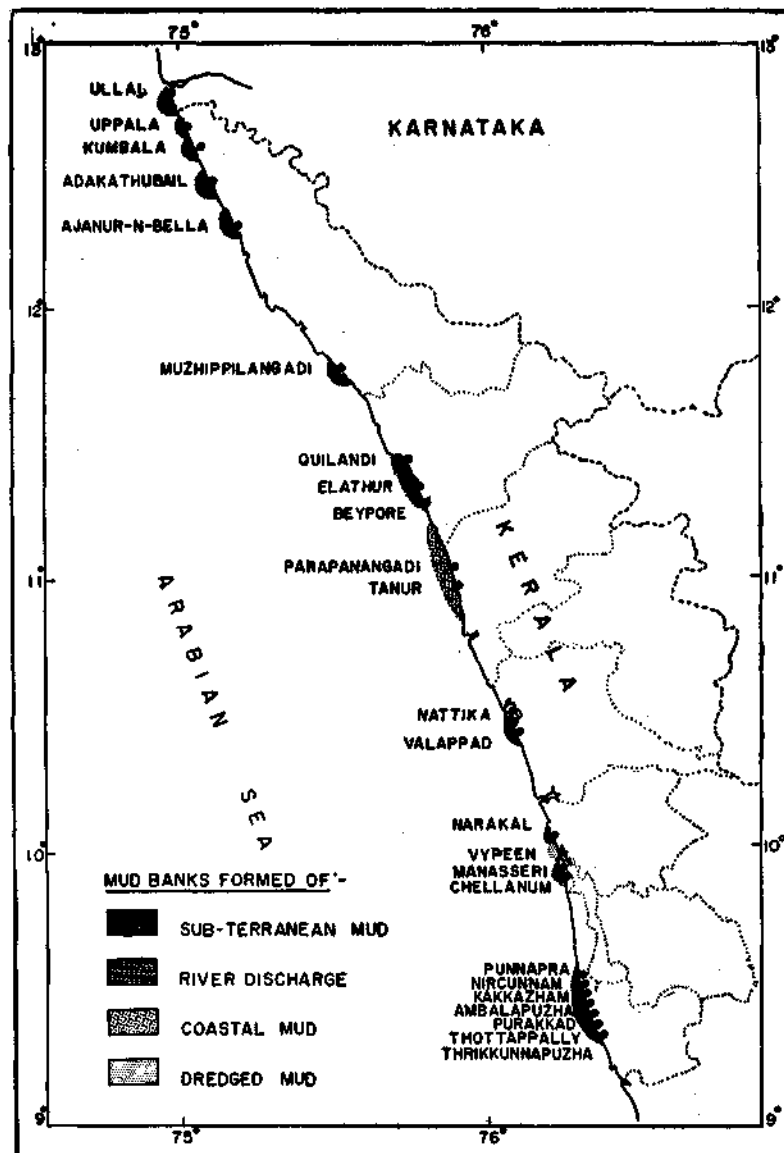 75°
76°
13°
13°
ULLAL
KARNATAKA
UPPALA
KUMBALA
ADAKATHUBAIL
AJANUR-N-BELLA
12°
12°
MUZHIPPILANGADI
QUILANDI
ELATHUR
BEYPORE
PARAPANANGADI
TANUR
11°
11°
KERALA
ARABIAN SEA
NATTIKA
VALAPPAD
NARAKAL
10°
10°
VYPEEN
MANASSERI
CHELLANUM
MUD BANKS FORMED OF:-
SUB-TERRANEAN MUD
RIVER DISCHARGE
COASTAL MUD
DREDGED MUD
PUNNAPRA
NIRCUNNAM
KAKKAZHAM
AMBALAPUZHA
PURAKKAD
THOTTAPPALLY
THRIKKUNNAPUZHA
9°
9°
75°
76°